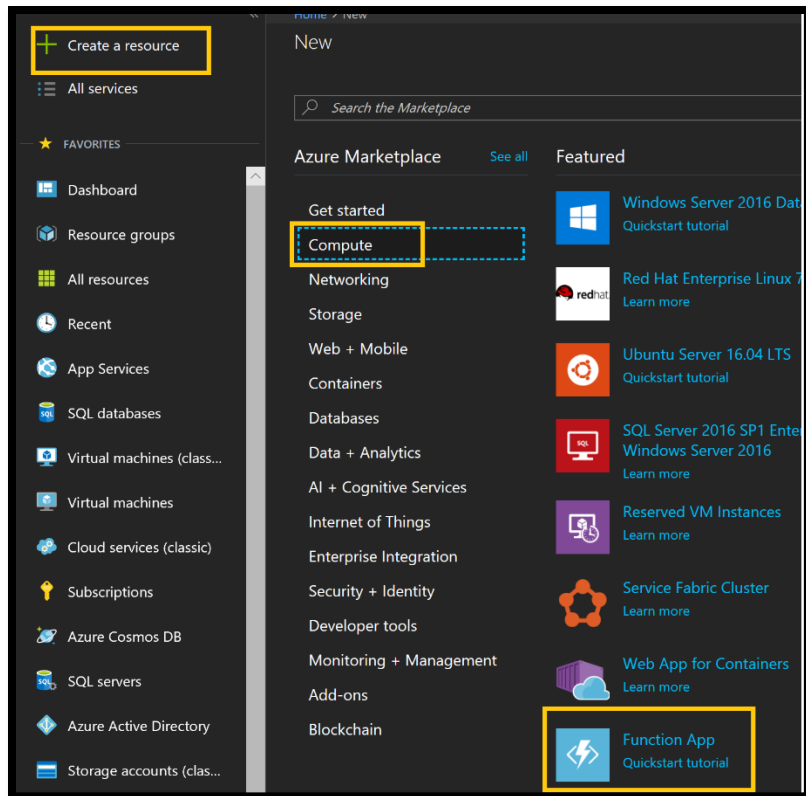 Home > New
Create a resource
All services
FAVORITES
Dashboard
Resource groups
All resources
Recent
App Services
SQL databases
Virtual machines (class...
Virtual machines
Cloud services (classic)
Subscriptions
Azure Cosmos DB
SQL servers
Azure Active Directory
Storage accounts (clas...
New
Search the Marketplace
Azure Marketplace
See all
Get started
Compute
Networking
Storage
Web + Mobile
Containers
Databases
Data + Analytics
AI + Cognitive Services
Internet of Things
Enterprise Integration
Security + Identity
Developer tools
Monitoring + Management
Add-ons
Blockchain
Featured
Windows Server 2016 Dat
Quickstart tutorial
redhat.
Red Hat Enterprise Linux 7
Learn more
Ubuntu Server 16.04 LTS
Quickstart tutorial
SQL
SQL Server 2016 SP1 Enter
Windows Server 2016
Learn more
Reserved VM Instances
Learn more
Service Fabric Cluster
Learn more
Web App for Containers
Learn more
Function App
Quickstart tutorial